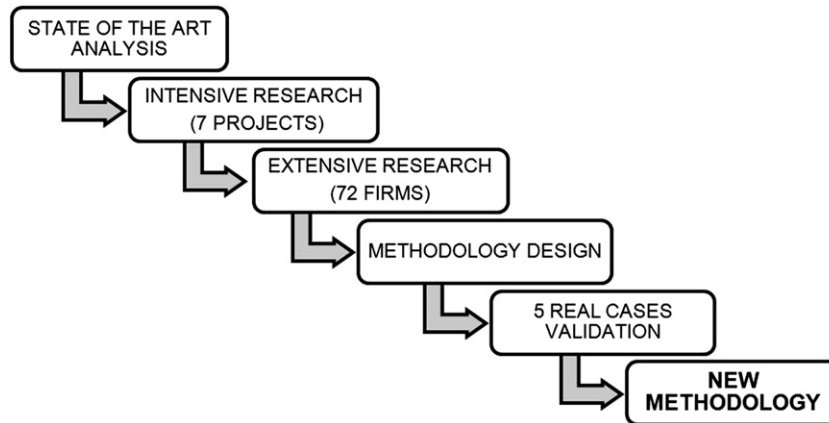 STATE OF THE ART
ANALYSIS
INTENSIVE RESEARCH
(7 PROJECTS)
EXTENSIVE RESEARCH
(72 FIRMS)
METHODOLOGY DESIGN
5 REAL CASES
VALIDATION
NEW
METHODOLOGY